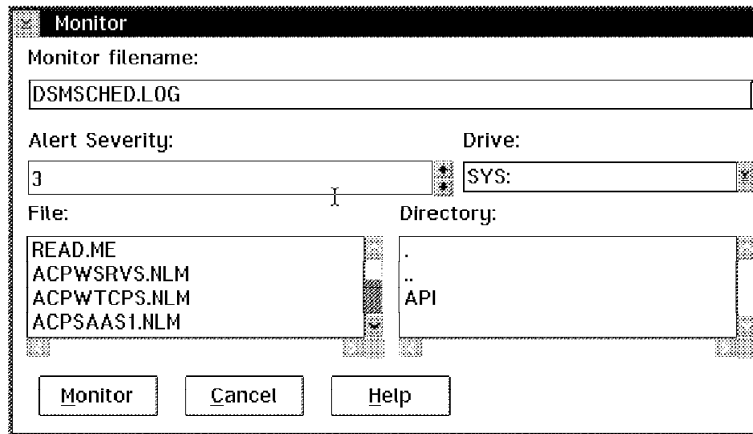 Monitor
Monitor filename:
DSMSCHED.LOG
Alert Severity:
Drive:
3
SYS:
File:
Directory:
READ.ME
ACPWSRVS.NLM
ACPWTCPS.NLM
ACPSAAS1.NLM
.
..
API
Monitor
Cancel
Help